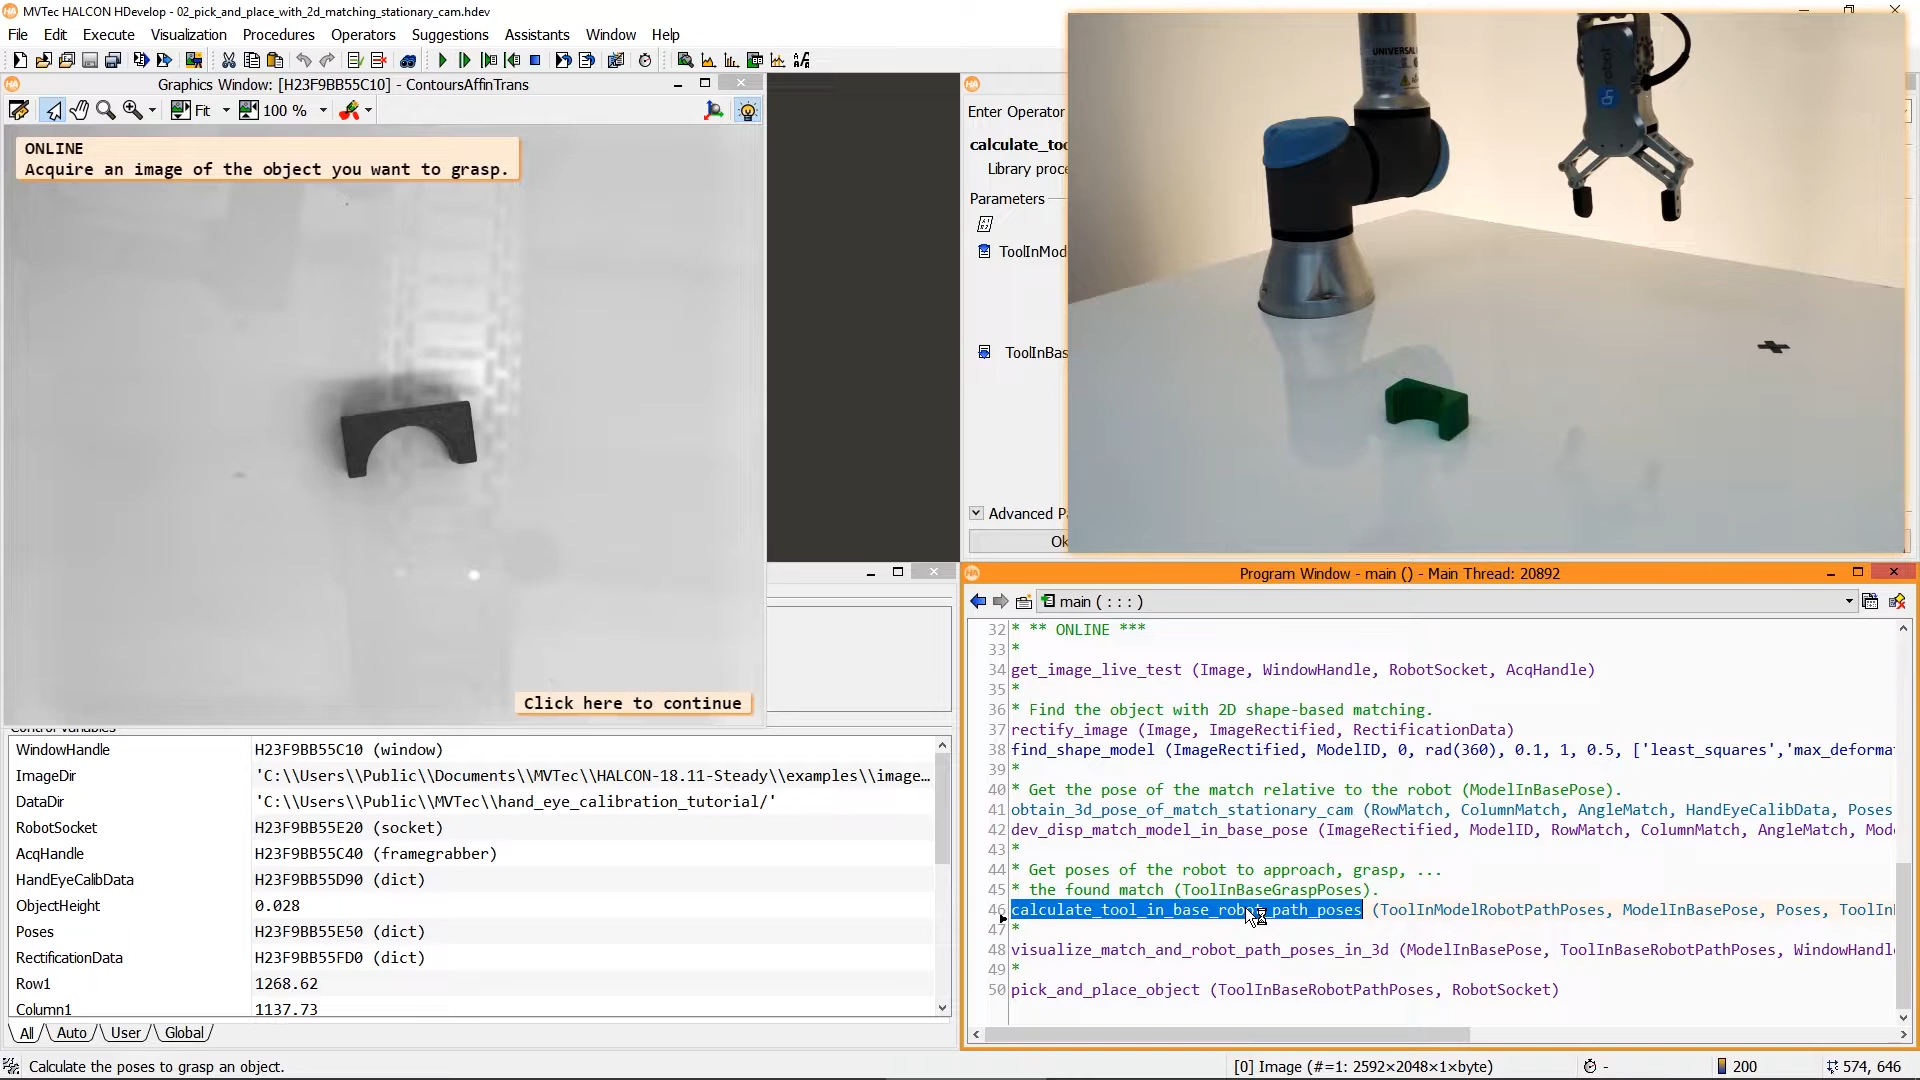 MVTec HALCON HDevelop - 02_pick_and_place_with_2d_matching_stationary_cam.hdev
File Edit Execute Visualization Procedures Operators Suggestions Assistants Window Help
Graphics Window: [H23F9BB55C10] - ContoursAffinTrans
Fit 100 %
ONLINE
Acquire an image of the object you want to grasp.
Click here to continue
Enter Operator
calculate_too
Library proce
Parameters
ToolInMod
ToolInBas
Advanced Pa
Ok
UNIVERSAL
WindowHandle H23F9BB55C10 (window)
ImageDir 'C:\\Users\\Public\\Documents\\MVTec\\HALCON-18.11-Steady\\examples\\image...
DataDir 'C:\\Users\\Public\\MVTec\\hand_eye_calibration_tutorial/'
RobotSocket H23F9BB55E20 (socket)
AcqHandle H23F9BB55C40 (framegrabber)
HandEyeCalibData H23F9BB55D90 (dict)
ObjectHeight 0.028
Poses H23F9BB55E50 (dict)
RectificationData H23F9BB55FD0 (dict)
Row1 1268.62
Column1 1137.73
All Auto User Global
Program Window - main () - Main Thread: 20892
main ( : : : )
32 * ** ONLINE ***
33 *
34 get_image_live_test (Image, WindowHandle, RobotSocket, AcqHandle)
35 *
36 * Find the object with 2D shape-based matching.
37 rectify_image (Image, ImageRectified, RectificationData)
38 find_shape_model (ImageRectified, ModelID, 0, rad(360), 0.1, 1, 0.5, ['least_squares','max_deformat
39 *
40 * Get the pose of the match relative to the robot (ModelInBasePose).
41 obtain_3d_pose_of_match_stationary_cam (RowMatch, ColumnMatch, AngleMatch, HandEyeCalibData, Poses
42 dev_disp_match_model_in_base_pose (ImageRectified, ModelID, RowMatch, ColumnMatch, AngleMatch, Mod
43 *
44 * Get poses of the robot to approach, grasp, ...
45 * the found match (ToolInBaseGraspPoses).
46 calculate_tool_in_base_robot_path_poses (ToolInModelRobotPathPoses, ModelInBasePose, Poses, ToolIn
47 *
48 visualize_match_and_robot_path_poses_in_3d (ModelInBasePose, ToolInBaseRobotPathPoses, WindowHandl
49 *
50 pick_and_place_object (ToolInBaseRobotPathPoses, RobotSocket)
Calculate the poses to grasp an object.
[0] Image (#=1: 2592×2048×1×byte) - 200 574, 646